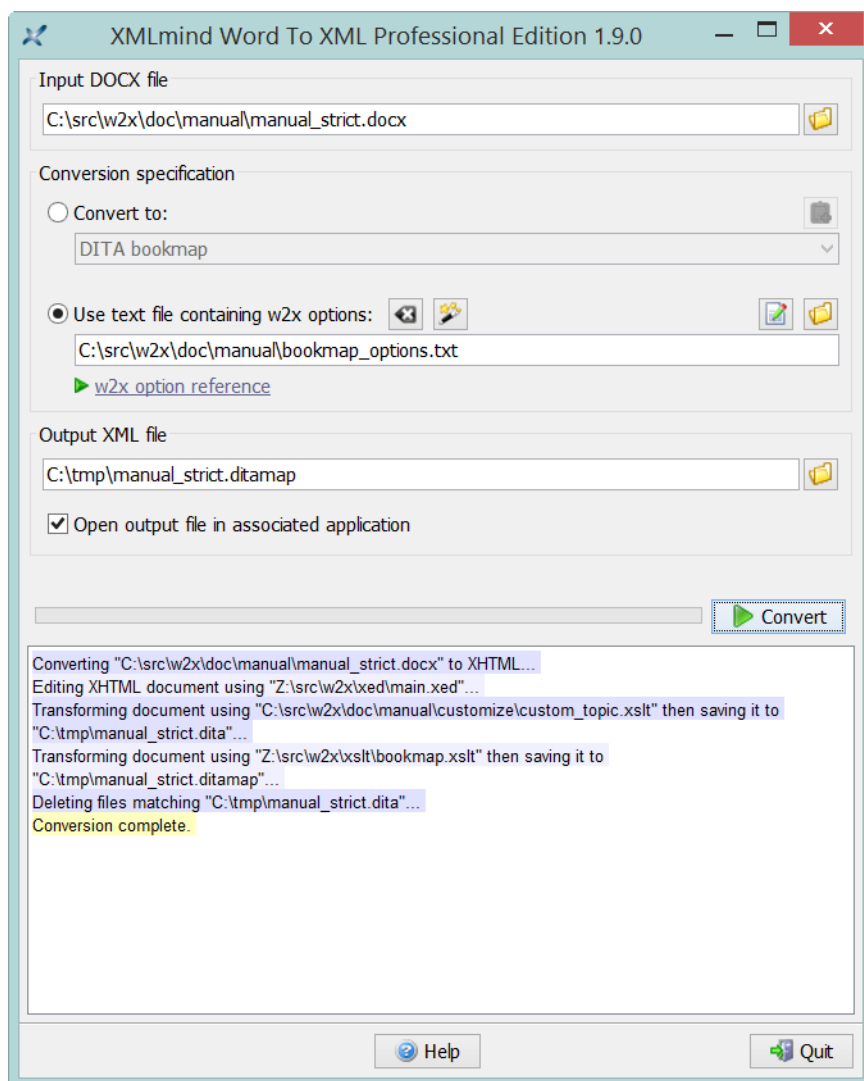 XMLmind Word To XML Professional Edition 1.9.0
Input DOCX file
C:\src\w2x\doc\manual\manual_strict.docx
Conversion specification
Convert to:
DITA bookmap
Use text file containing w2x options:
C:\src\w2x\doc\manual\bookmap_options.txt
w2x option reference
Output XML file
C:\tmp\manual_strict.ditamap
Open output file in associated application
Convert
Converting "C:\src\w2x\doc\manual\manual_strict.docx" to XHTML...
Editing XHTML document using "Z:\src\w2x\xed\main.xed"...
Transforming document using "C:\src\w2x\doc\manual\customize\custom_topic.xslt" then saving it to
"C:\tmp\manual_strict.dita"...
Transforming document using "Z:\src\w2x\xslt\bookmap.xslt" then saving it to
"C:\tmp\manual_strict.ditamap"...
Deleting files matching "C:\tmp\manual_strict.dita"...
Conversion complete.
Help
Quit